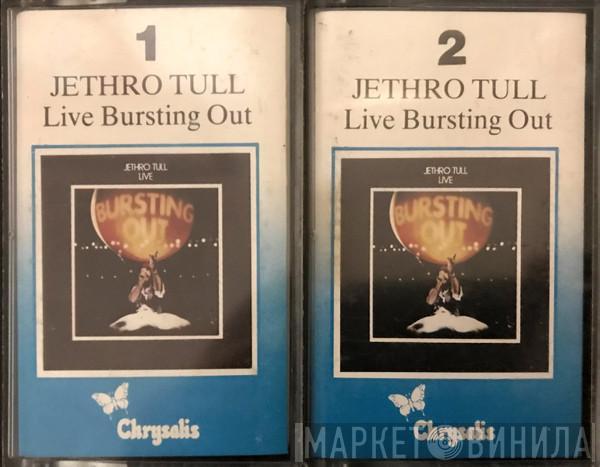 1
JETHRO TULL
Live Bursting Out
JETHRO TULL
LIVE
BURSTING
OUT
Chrysalis
2
JETHRO TULL
Live Bursting Out
JETHRO TULL
LIVE
BURSTING
OUT
Chrysalis
МАРКЕТ ВИНИЛА